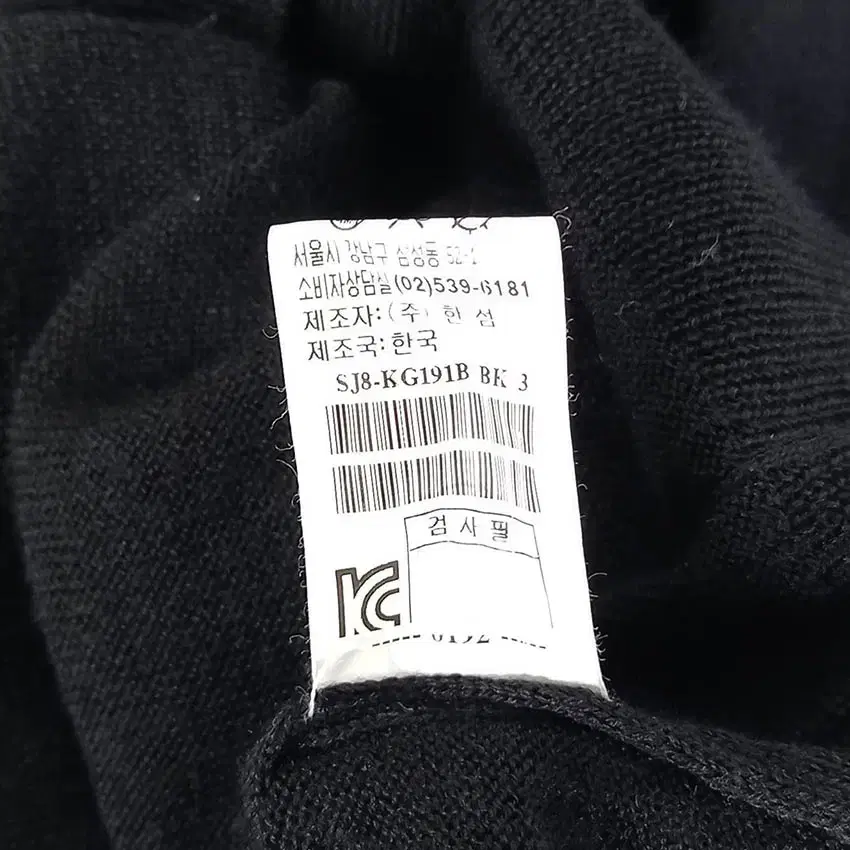 서울시 강남구 삼성동 52-1
소비자상담실(02)539-6181
제조자:(주)한 섬
제조국:한국
SJ8-KG191B BK 3
검 사 필
KC